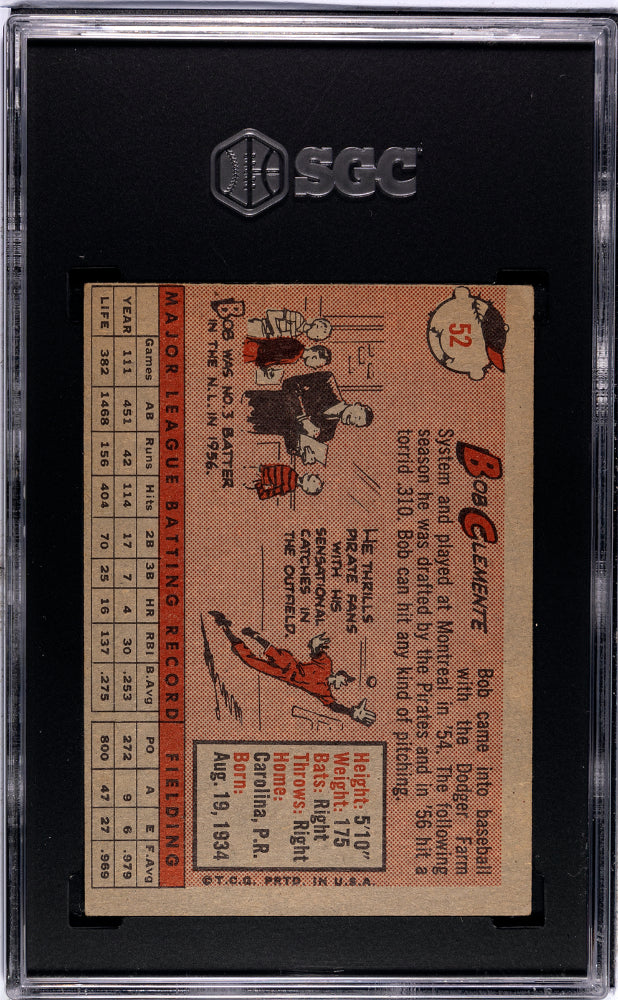 SGC
52
BOB CLEMENTE Bob came into baseball
with the Dodger Farm
System and played at Montreal in '54. The following
season he was drafted by the Pirates and in '56 hit a
torrid .310. Bob can hit any kind of pitching.
BOB WAS NO. 3 BATTER
IN THE N.L. IN 1956.
HE THRILLS
PIRATE FANS
WITH HIS
SENSATIONAL
CATCHES IN
THE OUTFIELD.
Height: 5'10"
Weight: 175
Bats: Right
Throws: Right
Home:
Carolina, P.R.
Born:
Aug. 19, 1934
©T.C.G. PRTD. IN U.S.A.
MAJOR LEAGUE BATTING RECORD FIELDING
Games AB Runs Hits 2B 3B HR RBI B.Avg PO A E F.Avg
YEAR 111 451 42 114 17 7 4 30 .253 272 9 6 .979
LIFE 382 1468 156 404 70 25 16 137 .275 800 47 27 .969